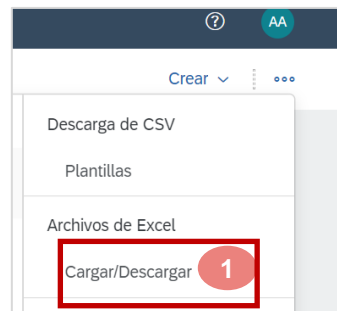 AA
Crear
Descarga de CSV
Plantillas
Archivos de Excel
Cargar/Descargar 1